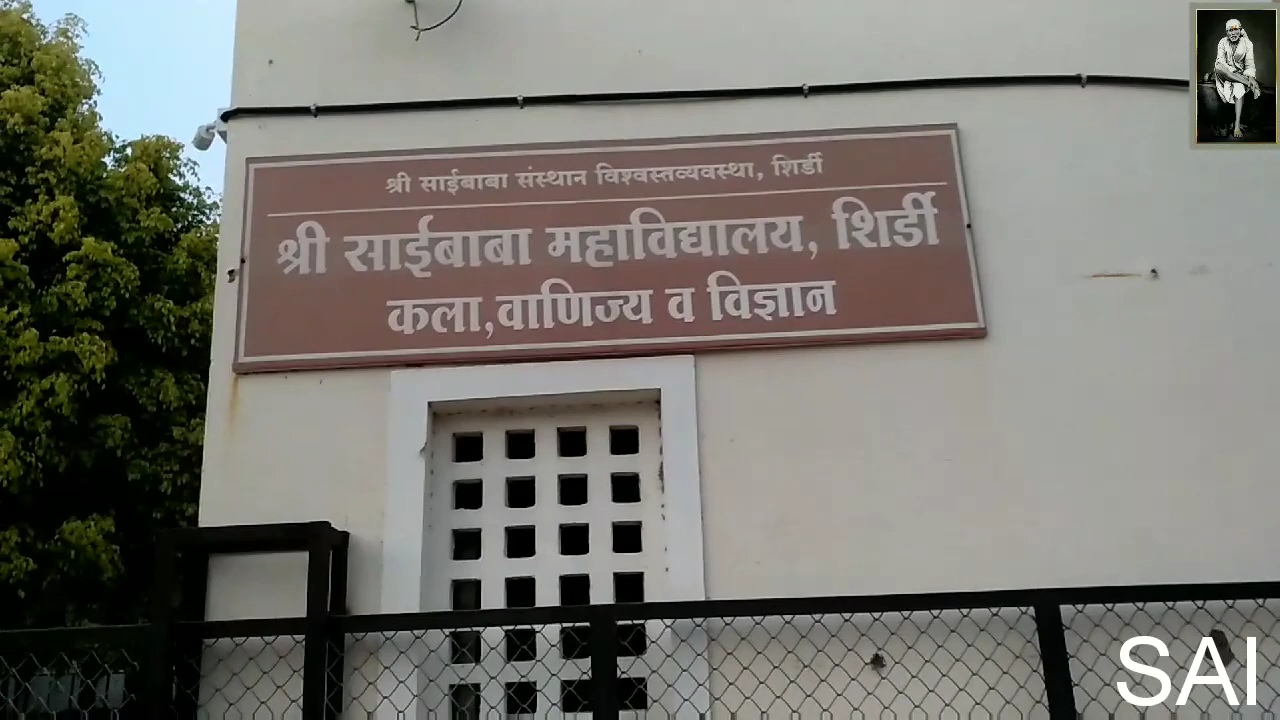 श्री साईबाबा संस्थान विश्वस्तव्यवस्था, शिर्डी
श्री साईबाबा महाविद्यालय, शिर्डी
कला,वाणिज्य व विज्ञान
SAI